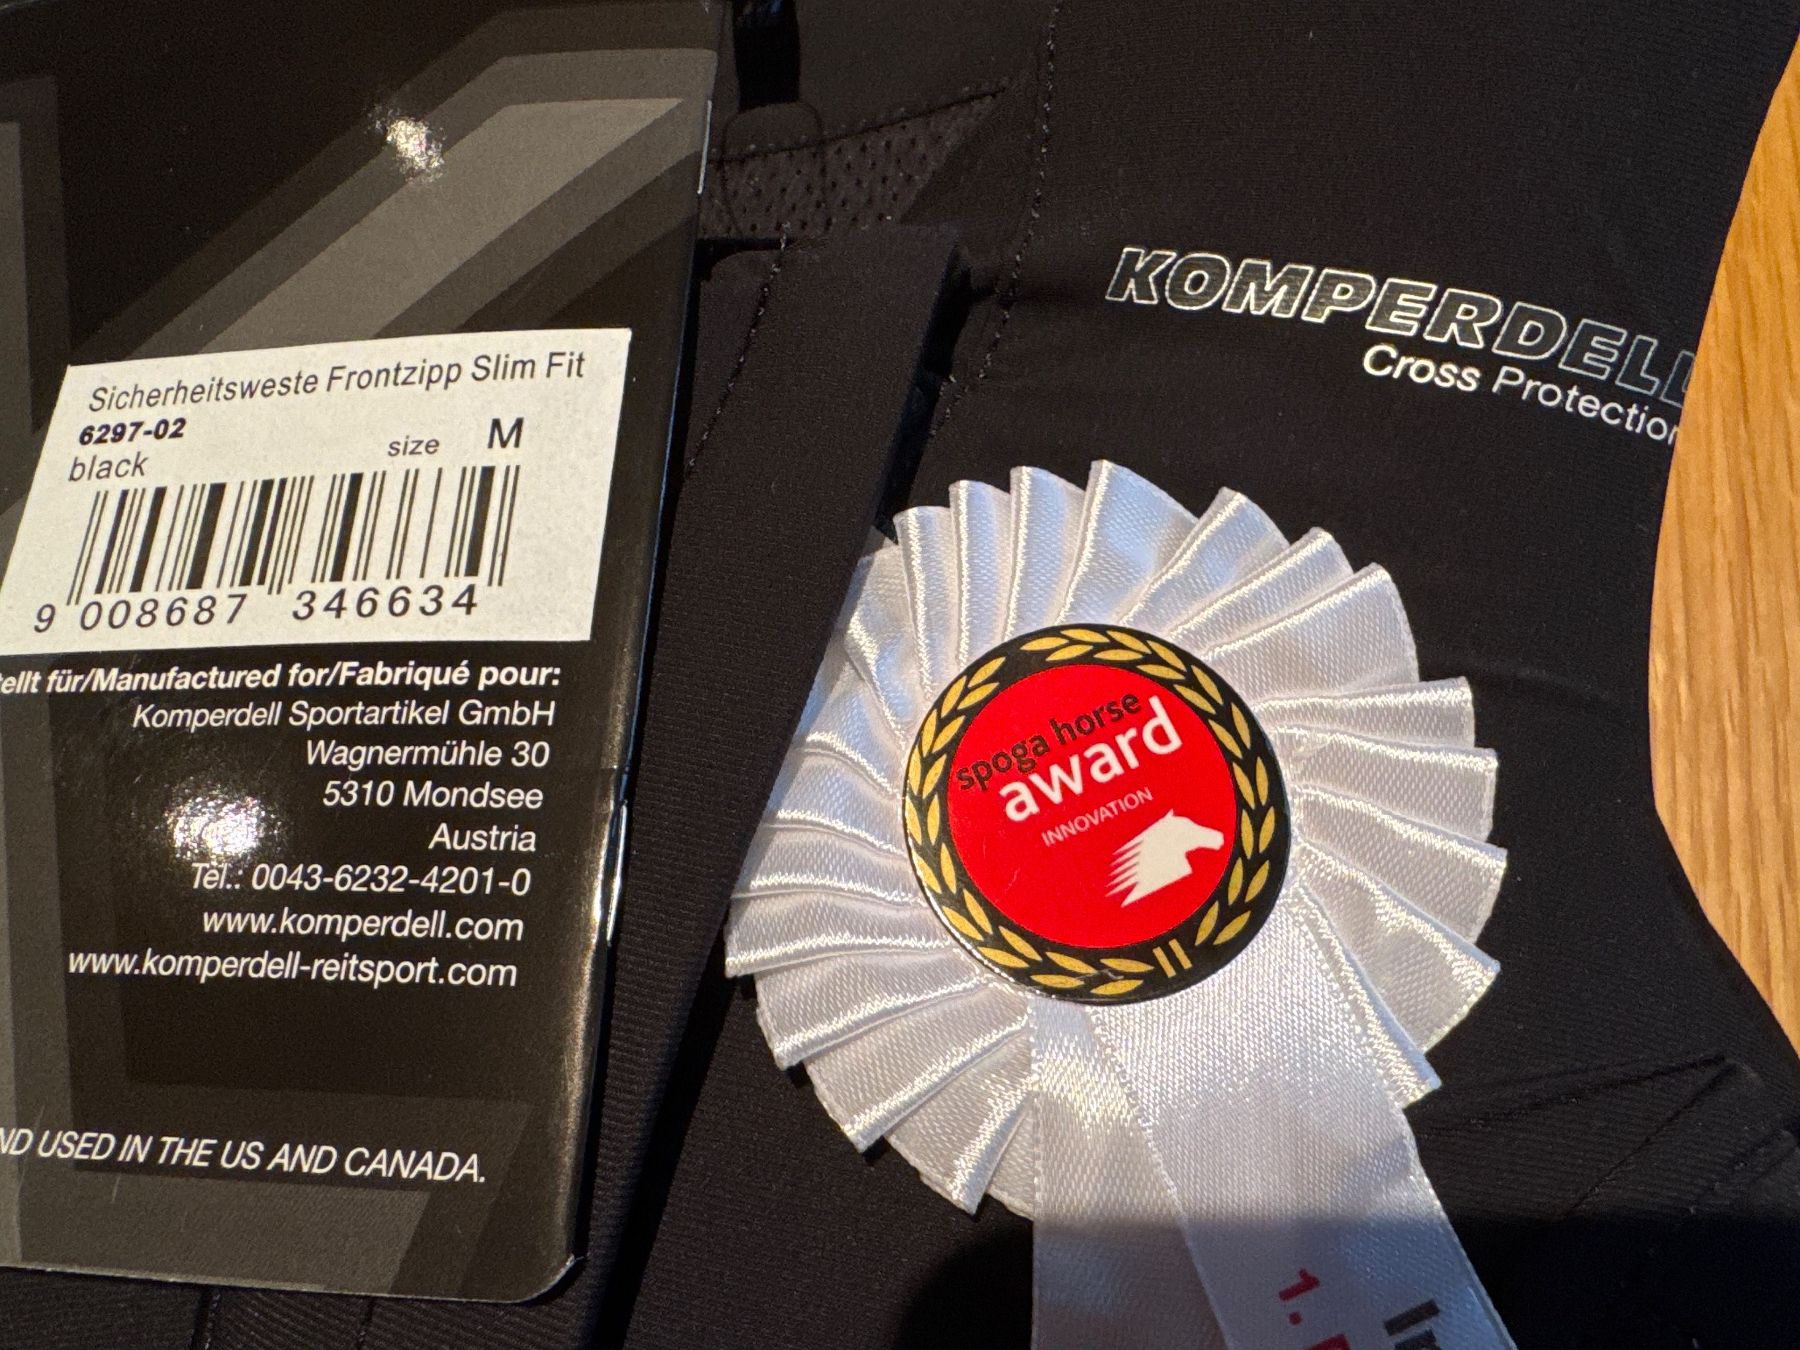 Sicherheitsweste Frontzipp Slim Fit
6297-02
size M
black
9 008687 346634
für/Manufactured for/Fabriqué pour:
Komperdell Sportartikel GmbH
Wagnermühle 30
5310 Mondsee
Austria
Tel.: 0043-6232-4201-0
www.komperdell.com
www.komperdell-reitsport.com
USED IN THE US AND CANADA.
KOMPERDELL
Cross Protection
spoga horse
award
INNOVATION
1.